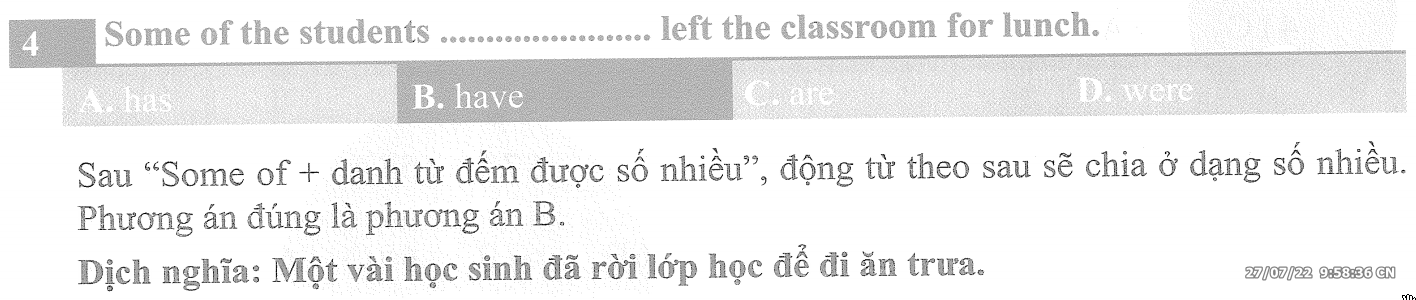 4 Some of the students ....................... left the classroom for lunch.
A. has B. have C. are D. were
Sau “Some of + danh từ đếm được số nhiều”, động từ theo sau sẽ chia ở dạng số nhiều.
Phương án đúng là phương án B.
Dịch nghĩa: Một vài học sinh đã rời lớp học để đi ăn trưa.
27/07/22 9:58:36 CN